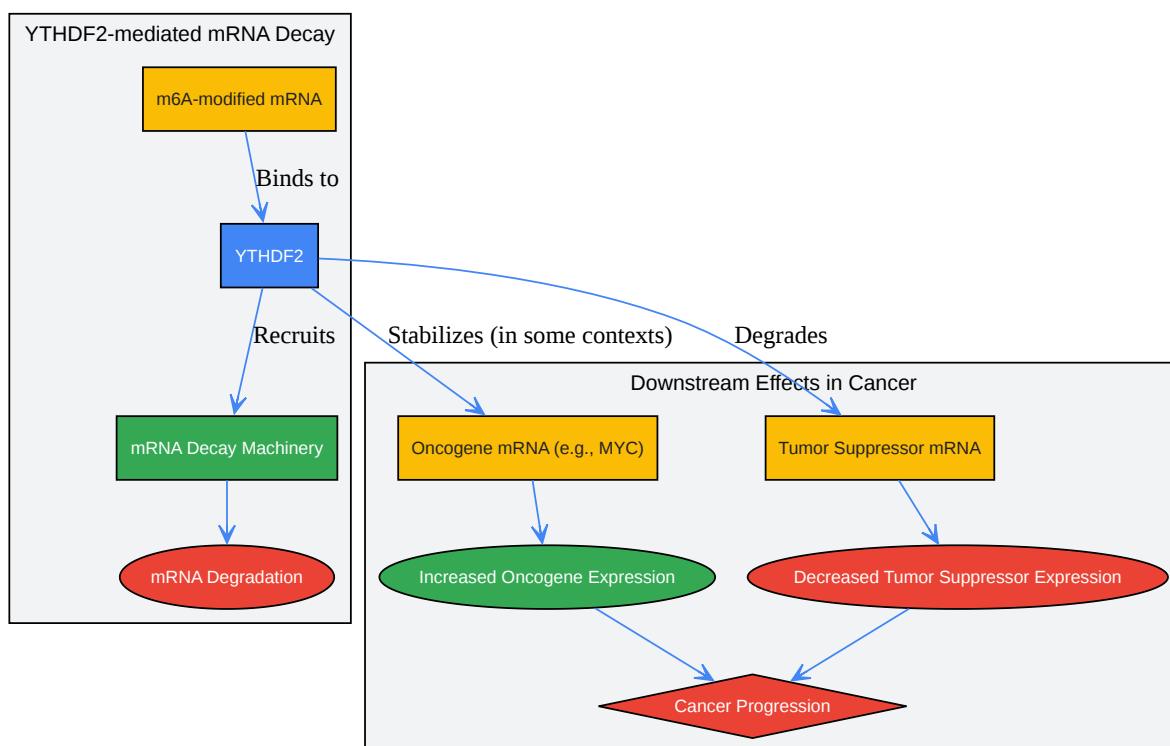 YTHDF2-mediated mRNA Decay
m6A-modified mRNA
Binds to
YTHDF2
Recruits
Stabilizes (in some contexts)
Degrades
Downstream Effects in Cancer
mRNA Decay Machinery
Oncogene mRNA (e.g., MYC)
Tumor Suppressor mRNA
mRNA Degradation
Increased Oncogene Expression
Decreased Tumor Suppressor Expression
Cancer Progression